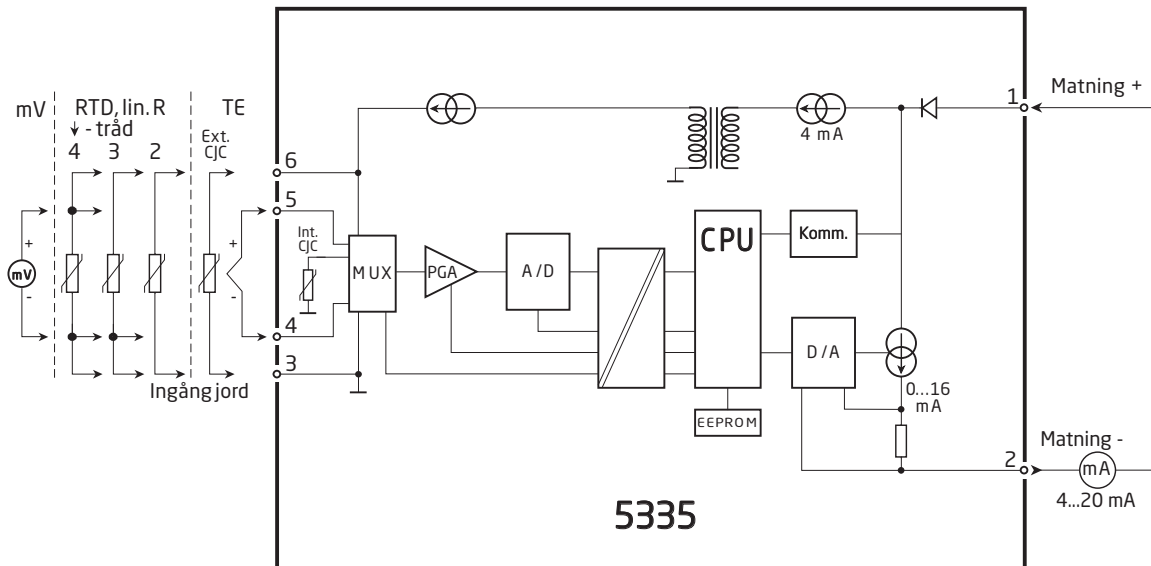 mV
RTD, lin. R
- tråd
4 3 2
TE
Ext.
CJC
+
-
mV
+
-
Ingång jord
6
5
4
3
Int.
CJC
MUX
PGA
A/D
CPU
Komm.
D/A
EEPROM
4 mA
0...16
mA
1
Matning +
2
Matning -
mA
4...20 mA
5335